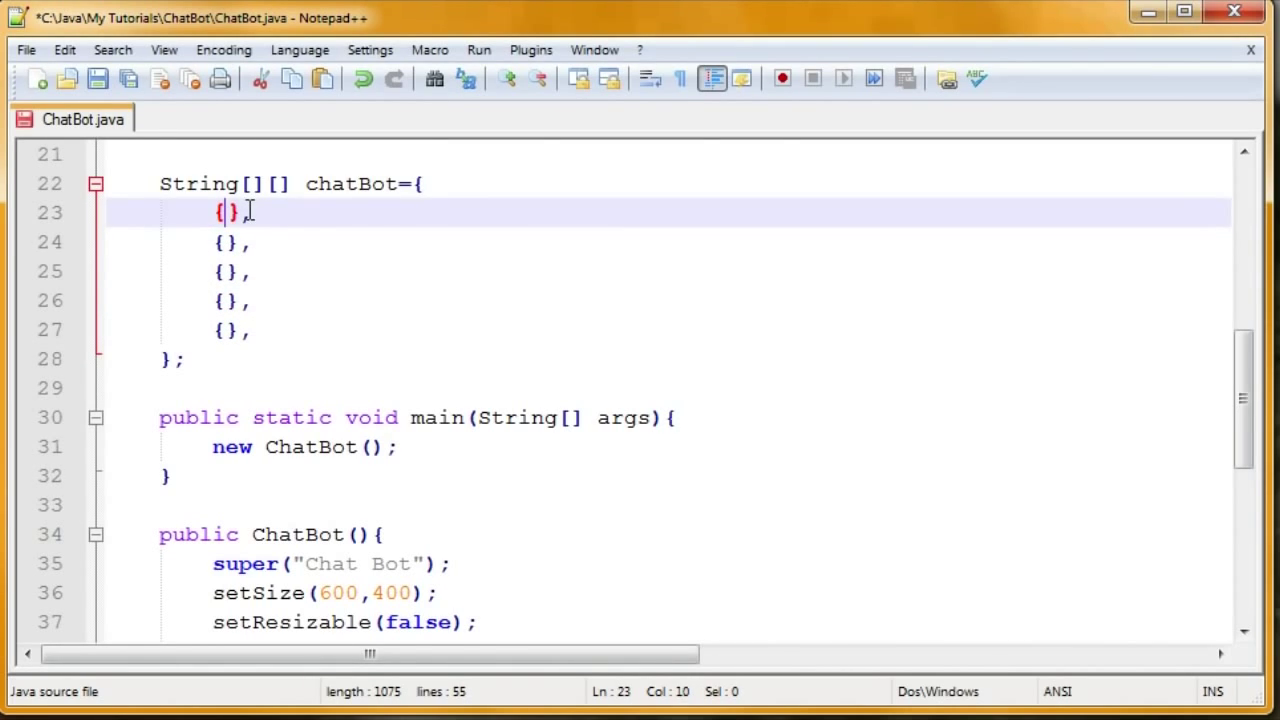 *C:\Java\My Tutorials\ChatBot\ChatBot.java - Notepad++
File Edit Search View Encoding Language Settings Macro Run Plugins Window ? X
ABC
ChatBot.java
21
22 String[][] chatBot={
23 {},
24 {},
25 {},
26 {},
27 {},
28 };
29
30 public static void main(String[] args){
31 new ChatBot();
32 }
33
34 public ChatBot(){
35 super("Chat Bot");
36 setSize(600,400);
37 setResizable(false);
Java source file length : 1075 lines : 55 Ln : 23 Col : 10 Sel : 0 Dos\Windows ANSI INS